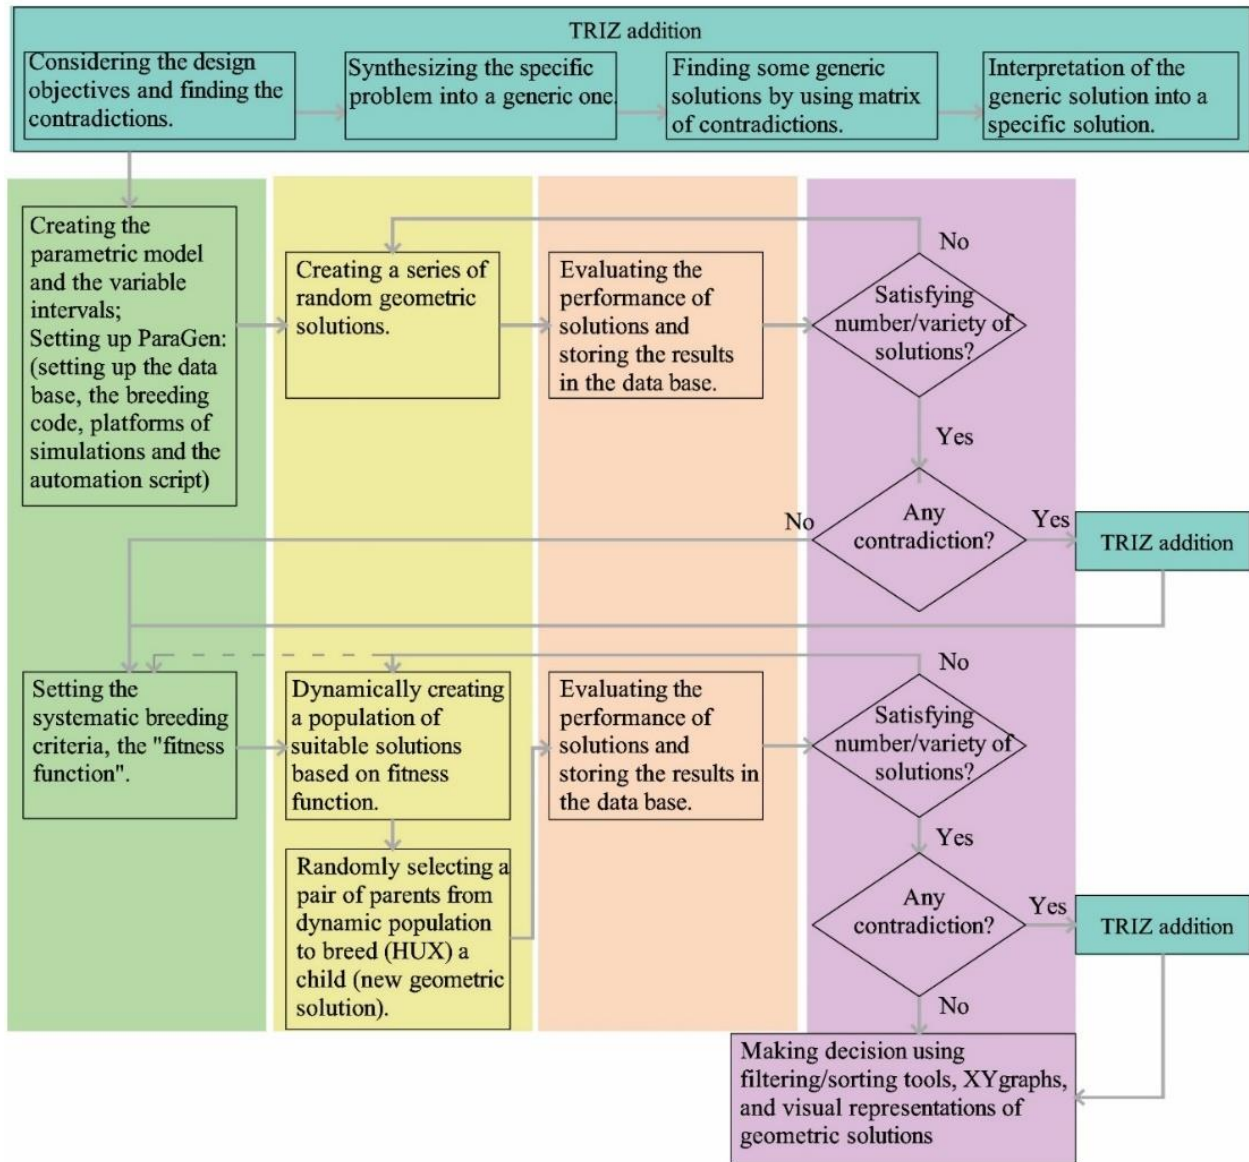 TRIZ addition
Considering the design
objectives and finding the
contradictions.
Synthesizing the specific
problem into a generic one.
Finding some generic
solutions by using matrix
of contradictions.
Interpretation of the
generic solution into a
specific solution.
Creating the
parametric model
and the variable
intervals;
Setting up ParaGen:
(setting up the data
base, the breeding
code, platforms of
simulations and the
automation script)
Creating a series of
random geometric
solutions.
Evaluating the
performance of
solutions and
storing the results
in the data base.
No
Satisfying
number/variety of
solutions?
Yes
No
Any
contradiction?
Yes
TRIZ addition
Setting the
systematic breeding
criteria, the "fitness
function".
Dynamically creating
a population of
suitable solutions
based on fitness
function.
Randomly selecting a
pair of parents from
dynamic population
to breed (HUX) a
child (new geometric
solution).
Evaluating the
performance of
solutions and
storing the results in
the data base.
No
Satisfying
number/variety of
solutions?
Yes
Any
contradiction?
Yes
TRIZ addition
No
Making decision using
filtering/sorting tools, XYgraphs,
and visual representations of
geometric solutions